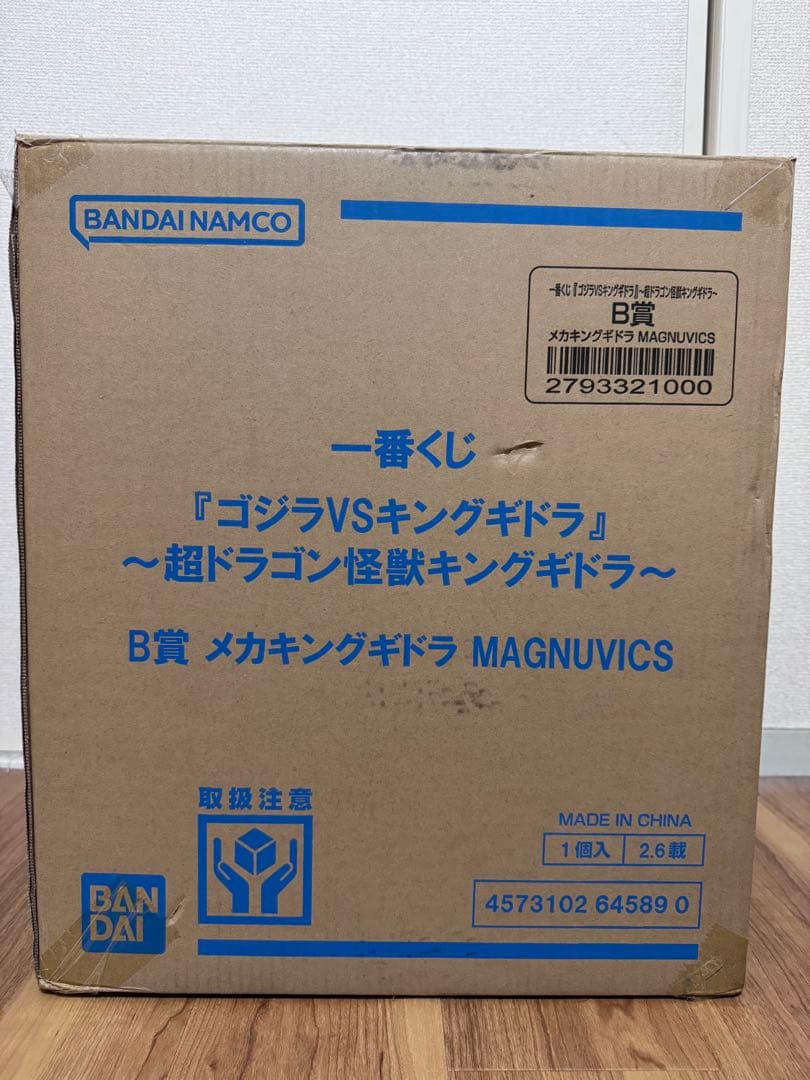 BANDAI NAMCO
一番くじ『ゴジラVSキングギドラ』~超ドラゴン怪獣キングギドラ~
B賞
メカキングギドラ MAGNUVICS
2793321000
一番くじ
『ゴジラVSキングギドラ』
~超ドラゴン怪獣キングギドラ~
B賞 メカキングギドラ MAGNUVICS
取扱注意
MADE IN CHINA
1個入 2.6載
4573102 64589 0
BAN
DAI